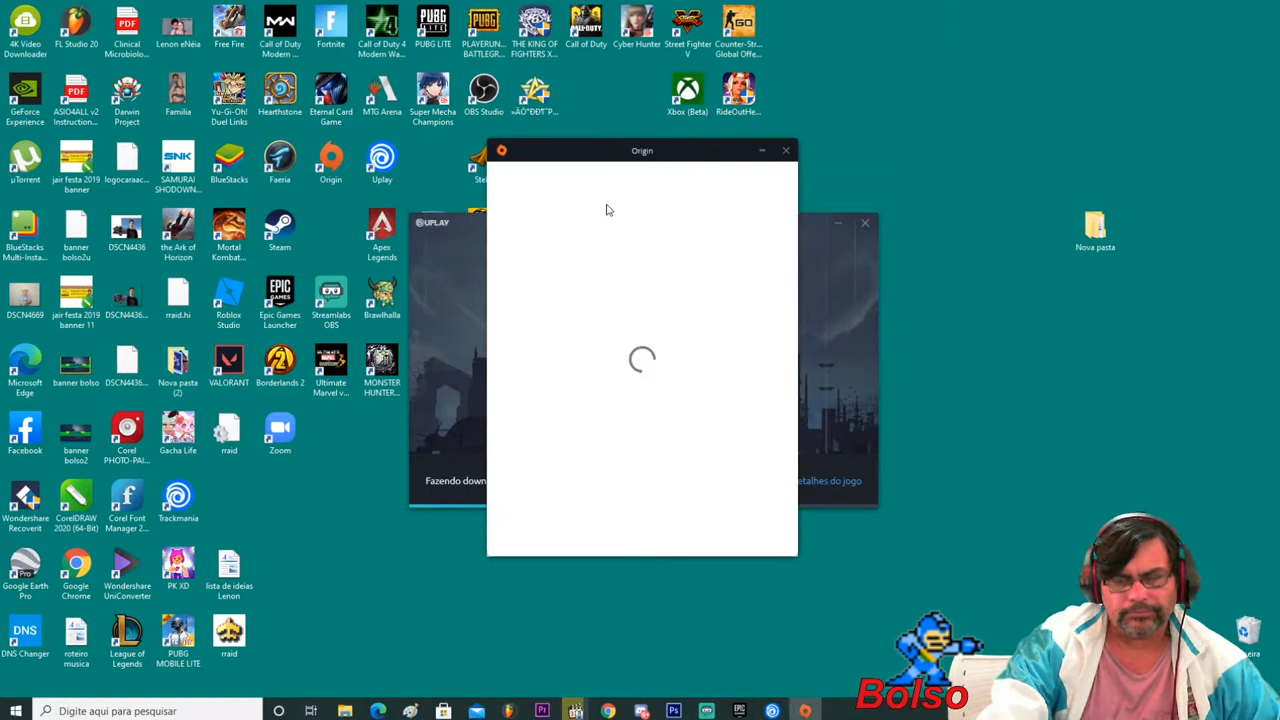 4K Video
Downloader
FL Studio 20
Clinical
Microbiolo...
Lenon eNéia
Free Fire
Call of Duty
Modern ...
Fortnite
Call of Duty 4
Modern Wa...
PUBG LITE
PLAYERUN...
BATTLEGR...
THE KING OF
FIGHTERS X...
Call of Duty
Cyber Hunter
Street Fighter
V
Counter-Str...
Global Offe...
GeForce
Experience
ASIO4ALL v2
Instruction...
Darwin
Project
Familia
Yu-Gi-Oh!
Duel Links
Hearthstone
Eternal Card
Game
MTG Arena
Super Mecha
Champions
OBS Studio
Xbox (Beta)
RideOutHe...
µTorrent
jair festa 2019
banner
logocaraac...
SAMURAI
SHODOWN...
BlueStacks
Faeria
Origin
Uplay
Origin
BlueStacks
Multi-Insta...
banner
bolso2u
DSCN4436
the Ark of
Horizon
Mortal
Kombat...
Steam
Apex
Legends
UPLAY
Nova pasta
DSCN4669
jair festa 2019
banner 11
DSCN4436...
rraid.hi
Roblox
Studio
Epic Games
Launcher
Streamlabs
OBS
Brawlhalla
Microsoft
Edge
banner bolso
DSCN4436...
Nova pasta
(2)
VALORANT
Borderlands 2
Ultimate
Marvel v...
MONSTER
HUNTER...
Facebook
banner
bolso2
Corel
PHOTO-PAI...
Gacha Life
rraid
Zoom
Fazendo down
etalhes do jogo
Wondershare
Recoverit
CorelDRAW
2020 (64-Bit)
Corel Font
Manager 2...
Trackmania
Google Earth
Pro
Google
Chrome
Wondershare
UniConverter
PK XD
lista de ideias
Lenon
DNS Changer
roteiro
musica
League of
Legends
PUBG
MOBILE LITE
rraid
Bolso
Digite aqui para pesquisar